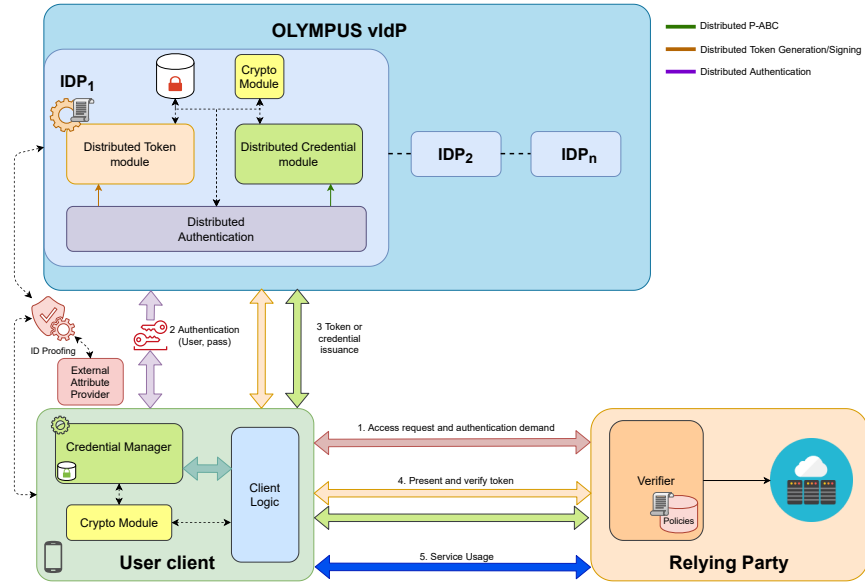 OLYMPUS vIdP
Distributed P-ABC
Distributed Token Generation/Signing
Distributed Authentication
IDP1
Crypto
Module
Distributed Token
module
Distributed Credential
module
IDP2
IDPn
Distributed
Authentication
2 Authentication
(User, pass)
3 Token or
credential
issuance
ID Proofing
External
Attribute
Provider
1. Access request and authentication demand
Credential Manager
Client
Logic
Verifier
4. Present and verify token
Crypto Module
Policies
5. Service Usage
User client
Relying Party